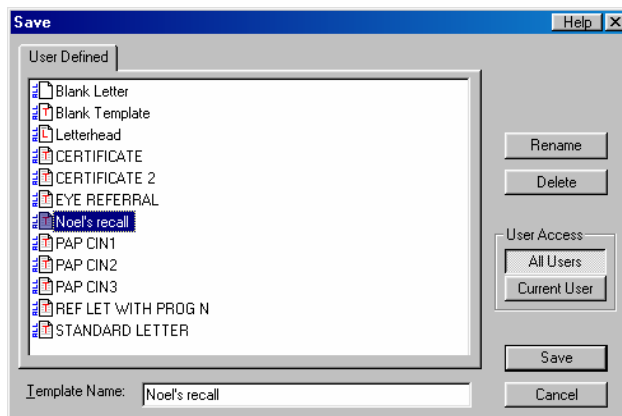 Save Help
User Defined
Blank Letter
Blank Template
Letterhead
CERTIFICATE
CERTIFICATE 2
EYE REFERRAL
Noel's recall
PAP CIN1
PAP CIN2
PAP CIN3
REF LET WITH PROG N
STANDARD LETTER
Rename
Delete
User Access
All Users
Current User
Save
Template Name: Noel's recall
Cancel